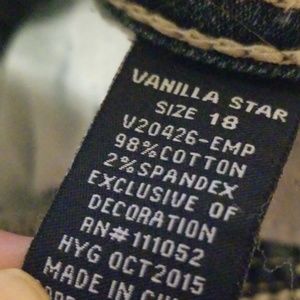 VANILLA STAR
SIZE 18
V20426-EMP
98%COTTON
2%SPANDEX
EXCLUSIVE OF
DECORATION
RN#111052
HYG OCT2015
MADE IN